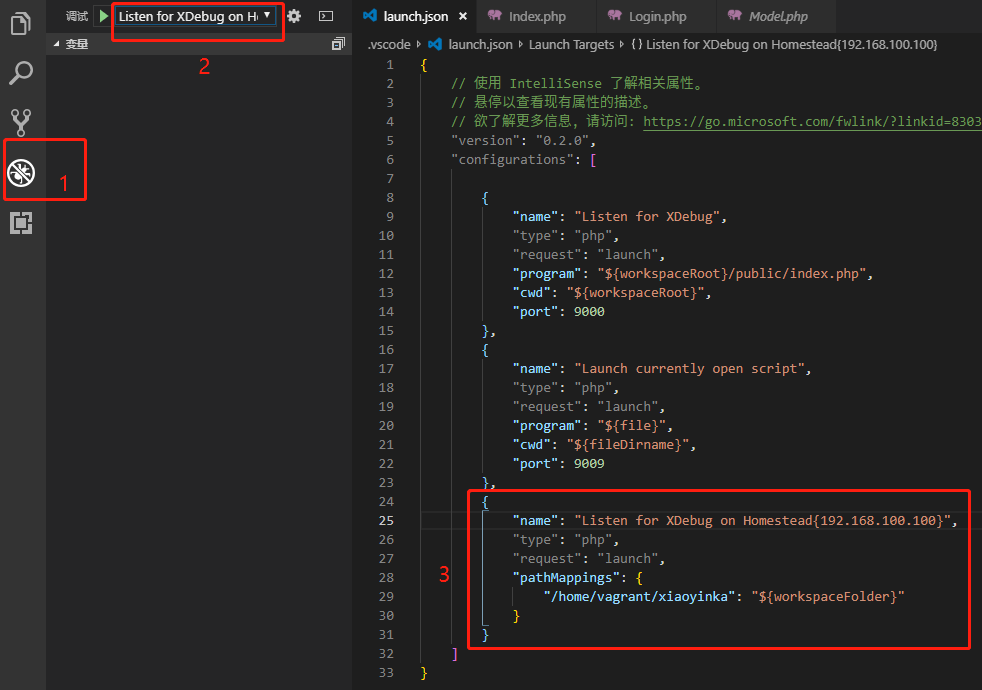 调试 Listen for XDebug on H
变量
1
2
3
launch.json × Index.php Login.php Model.php
.vscode › launch.json › Launch Targets › {} Listen for XDebug on Homestead{192.168.100.100}
1 {
2 // 使用 IntelliSense 了解相关属性。
3 // 悬停以查看现有属性的描述。
4 // 欲了解更多信息，请访问: https://go.microsoft.com/fwlink/?linkid=8303
5 "version": "0.2.0",
6 "configurations": [
7
8 {
9 "name": "Listen for XDebug",
10 "type": "php",
11 "request": "launch",
12 "program": "${workspaceRoot}/public/index.php",
13 "cwd": "${workspaceRoot}",
14 "port": 9000
15 },
16 {
17 "name": "Launch currently open script",
18 "type": "php",
19 "request": "launch",
20 "program": "${file}",
21 "cwd": "${fileDirname}",
22 "port": 9009
23 },
24 {
25 "name": "Listen for XDebug on Homestead{192.168.100.100}",
26 "type": "php",
27 "request": "launch",
28 "pathMappings": {
29 "/home/vagrant/xiaoyinka": "${workspaceFolder}"
30 }
31 }
32 ]
33 }